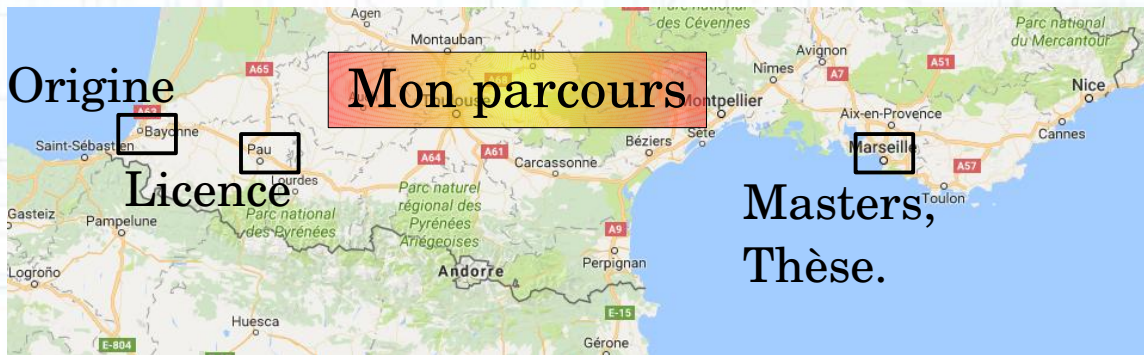 Agen
Parc national
des Cévennes
Parc national
du Mercantour
Montauban
Albi
Avignon
Nîmes
A65
A7
A51
Mon parcours
Nice
Origine
Montpellier
Aix-en-Provence
A63
Bayonne
Sète
Cannes
Béziers
Saint-Sébastien
Pau
Marseille
A64
A61
Carcassonne
A57
Licence
Lourdes
Parc naturel
régional des
Pyrénées
Ariégeoises
Masters,
Thèse.
Toulon
Gasteiz
Pampelune
Parc national
des Pyrénées
A9
Logroño
Andorre
Perpignan
Huesca
E-15
E-804
Gérone